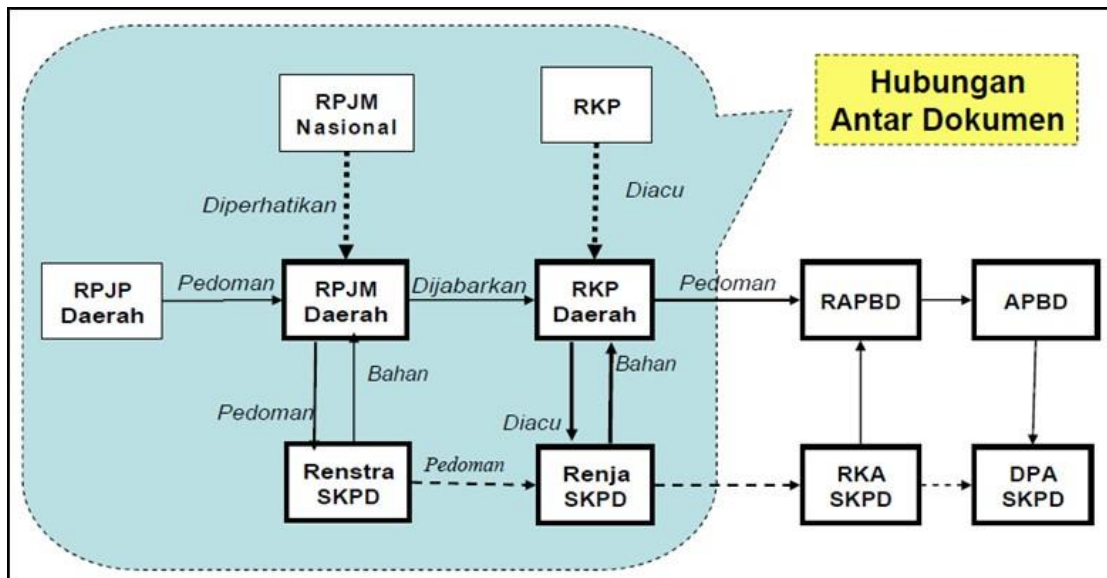 Hubungan
Antar Dokumen
RPJM
Nasional
RKP
Diperhatikan
Diacu
RPJP
Daerah
Pedoman
RPJM
Daerah
Dijabarkan
RKP
Daerah
Pedoman
RAPBD
APBD
Pedoman
Bahan
Diacu
Bahan
Renstra
SKPD
Pedoman
Renja
SKPD
RKA
SKPD
DPA
SKPD